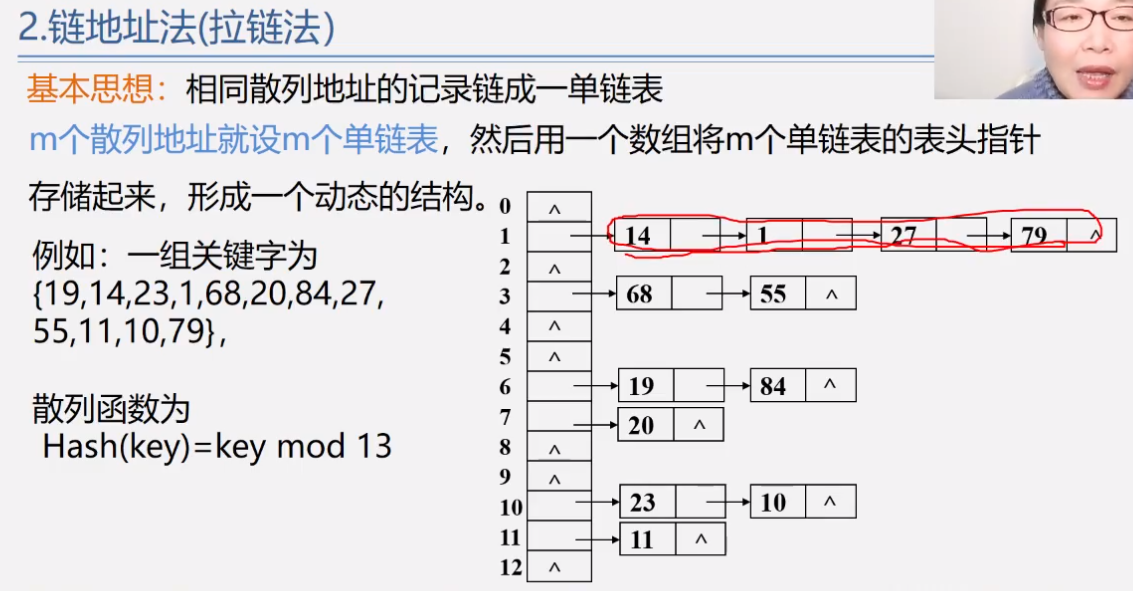 2.链地址法(拉链法）
基本思想：相同散列地址的记录链成一单链表
m个散列地址就设m个单链表，然后用一个数组将m个单链表的表头指针
存储起来，形成一个动态的结构。
例如：一组关键字为
{19,14,23,1,68,20,84,27,
55,11,10,79}，
散列函数为
Hash(key)=key mod 13
0 ^
1 14 1 27 79 ^
2 ^
3 68 55 ^
4 ^
5 ^
6 19 84 ^
7 20 ^
8 ^
9 ^
10 23 10 ^
11 11 ^
12 ^